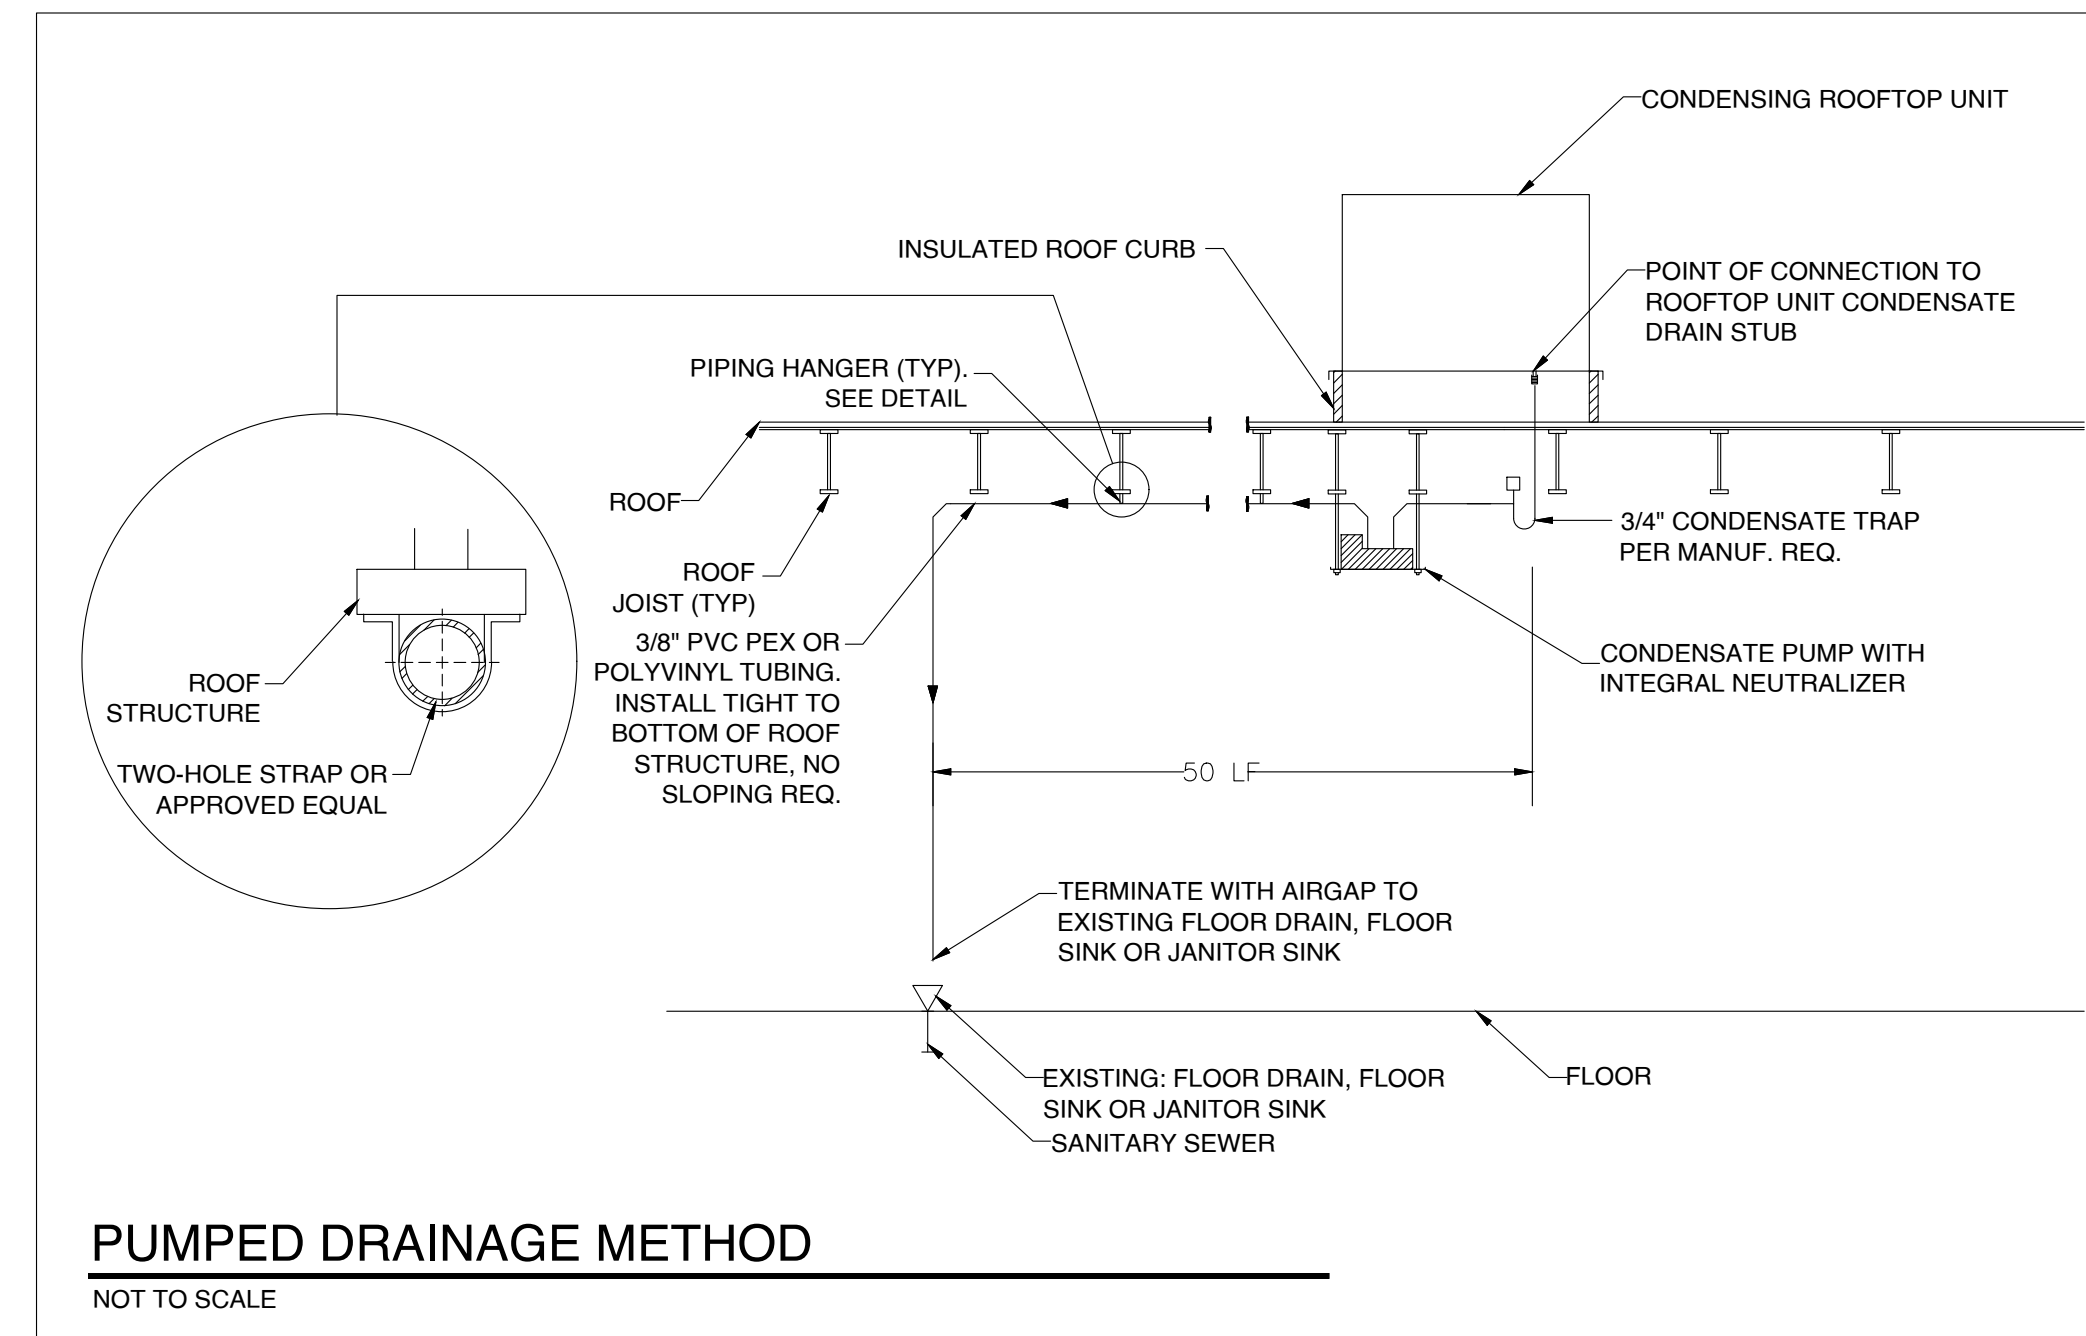 CONDENSING ROOFTOP UNIT
INSULATED ROOF CURB
POINT OF CONNECTION TO
ROOFTOP UNIT CONDENSATE
DRAIN STUB
PIPING HANGER (TYP).
SEE DETAIL
ROOF
3/4" CONDENSATE TRAP
PER MANUF. REQ.
ROOF
JOIST (TYP)
3/8" PVC PEX OR
POLYVINYL TUBING.
INSTALL TIGHT TO
BOTTOM OF ROOF
STRUCTURE, NO
SLOPING REQ.
CONDENSATE PUMP WITH
INTEGRAL NEUTRALIZER
ROOF
STRUCTURE
TWO-HOLE STRAP OR
APPROVED EQUAL
50 LF
TERMINATE WITH AIRGAP TO
EXISTING FLOOR DRAIN, FLOOR
SINK OR JANITOR SINK
EXISTING: FLOOR DRAIN, FLOOR
SINK OR JANITOR SINK
FLOOR
SANITARY SEWER
PUMPED DRAINAGE METHOD
NOT TO SCALE